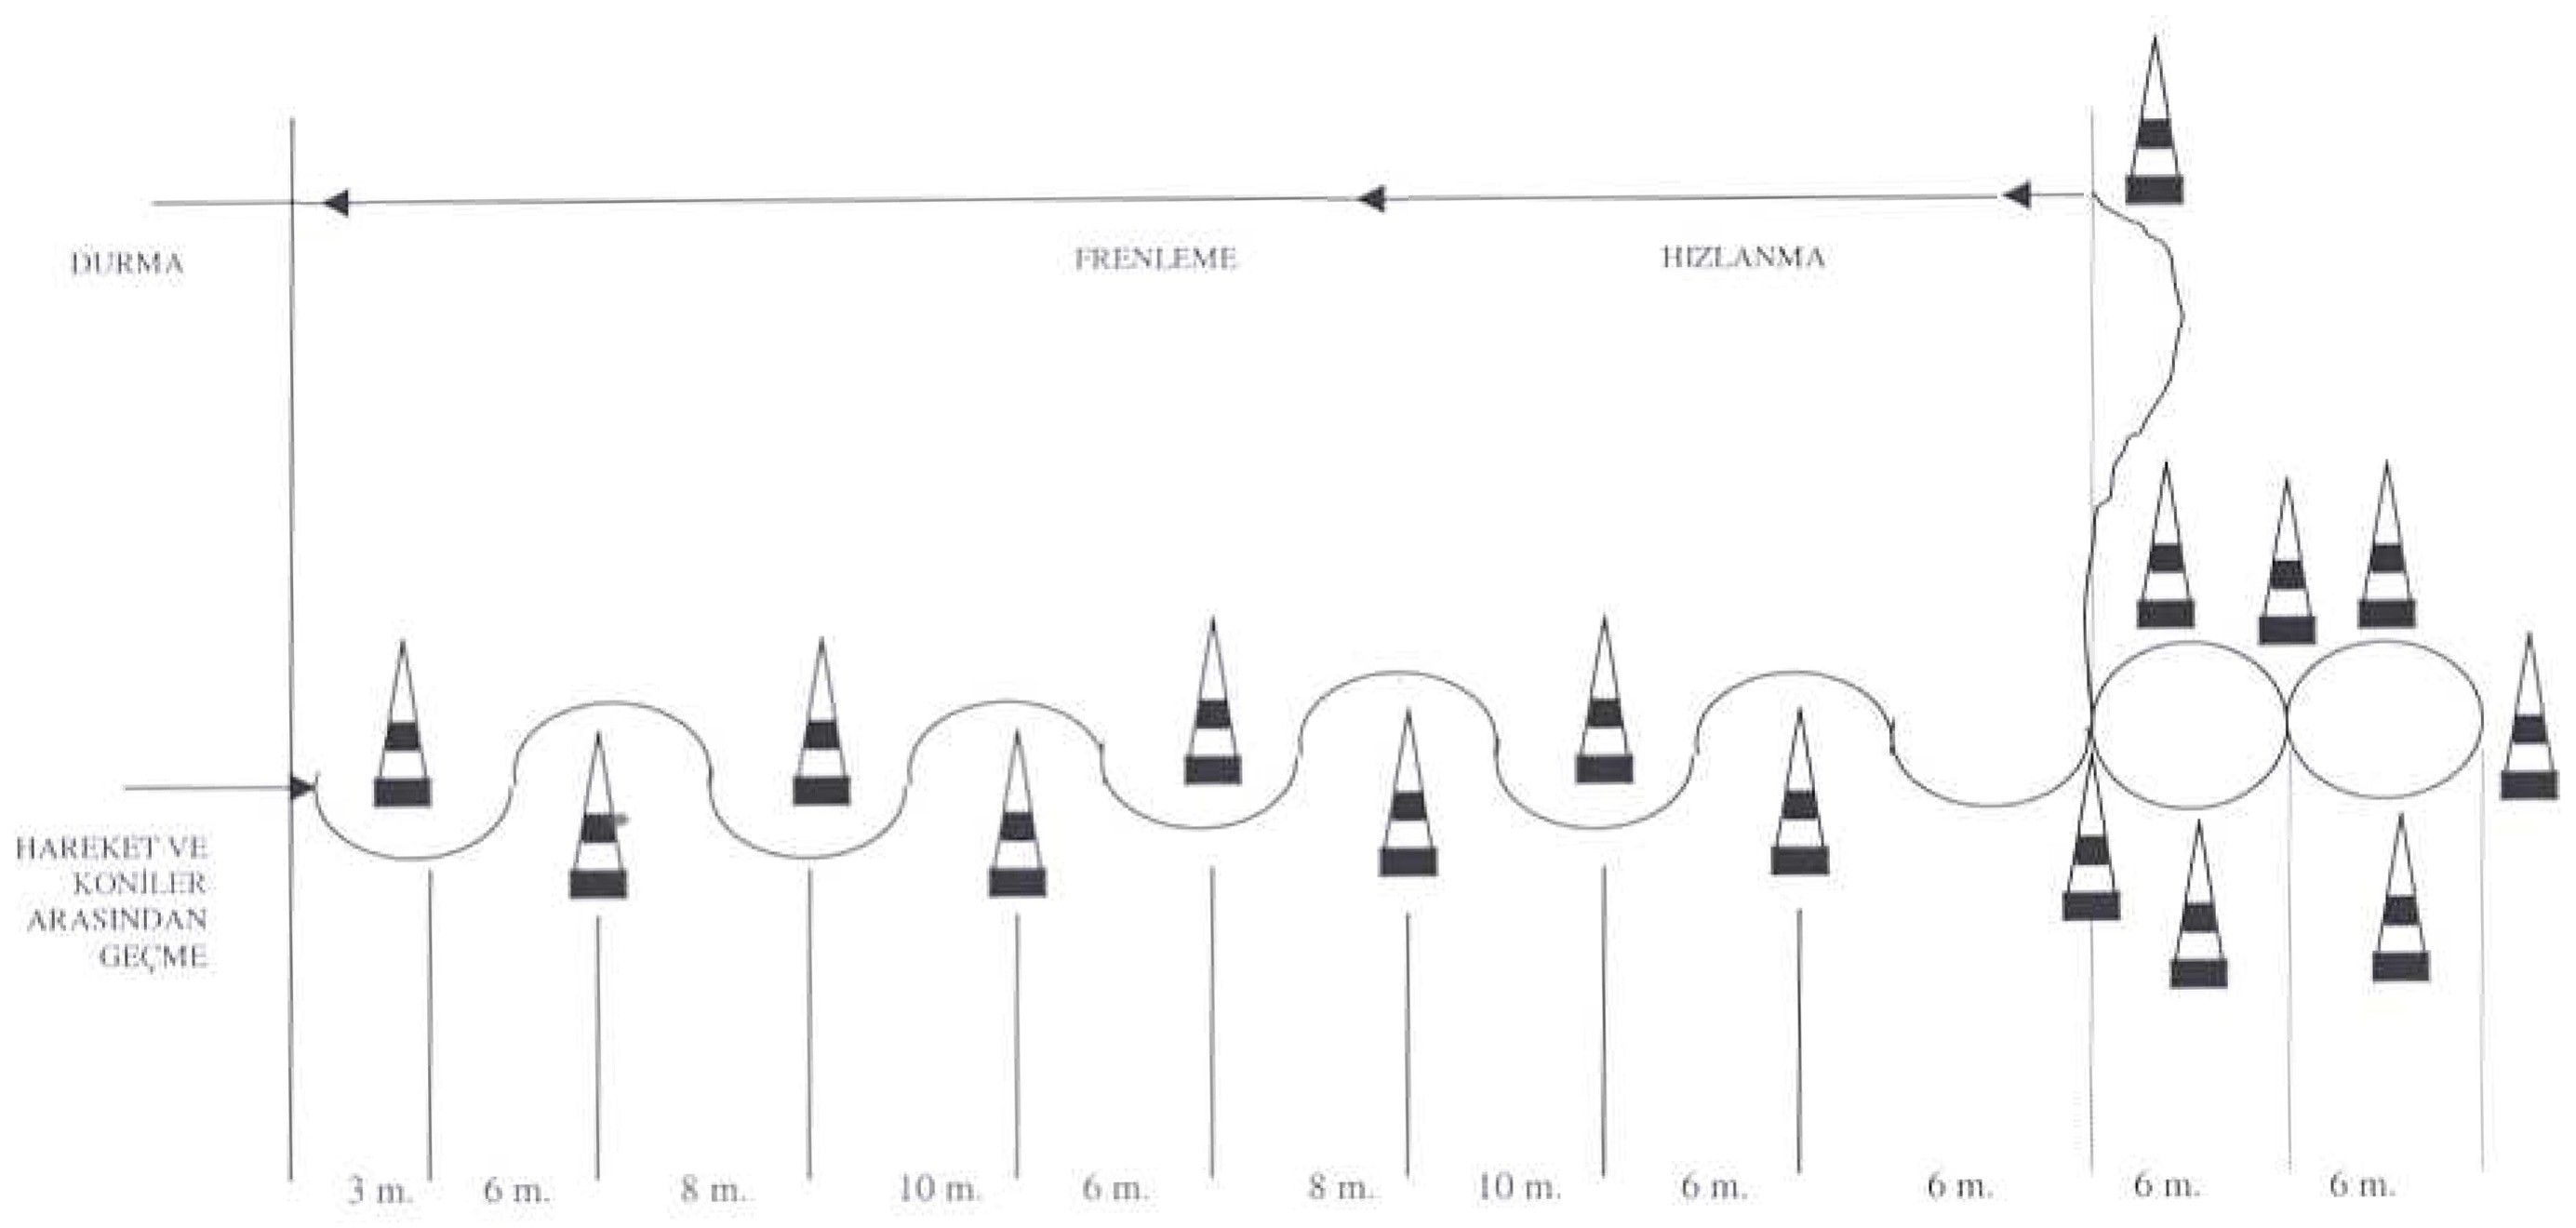 DURMA
FRENLEME
HIZLANMA
HAREKET VE
KONİLER
ARASINDAN
GEÇME
3 m.
6 m.
8 m.
10 m.
6 m.
8 m.
10 m.
6 m.
6 m.
6 m.
6 m.